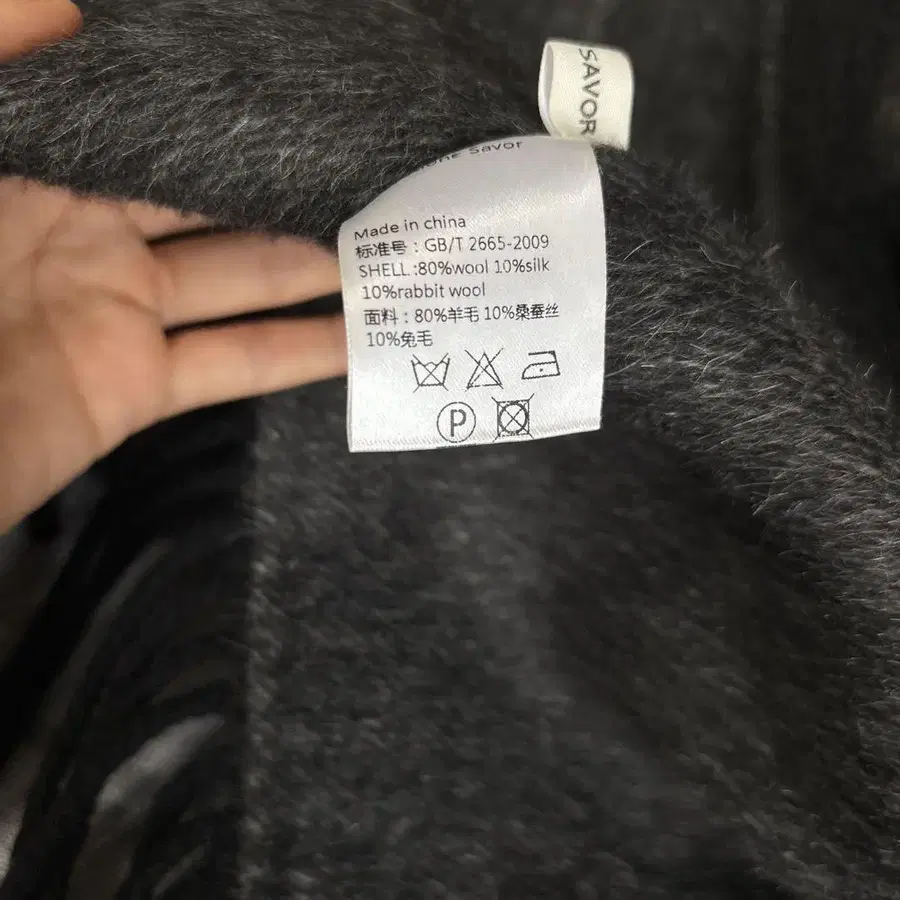 SAVOR
Savor
Made in china
标准号：GB/T 2665-2009
SHELL :80%wool 10%silk
10%rabbit wool
面料：80%羊毛 10%桑蚕丝
10%兔毛
P